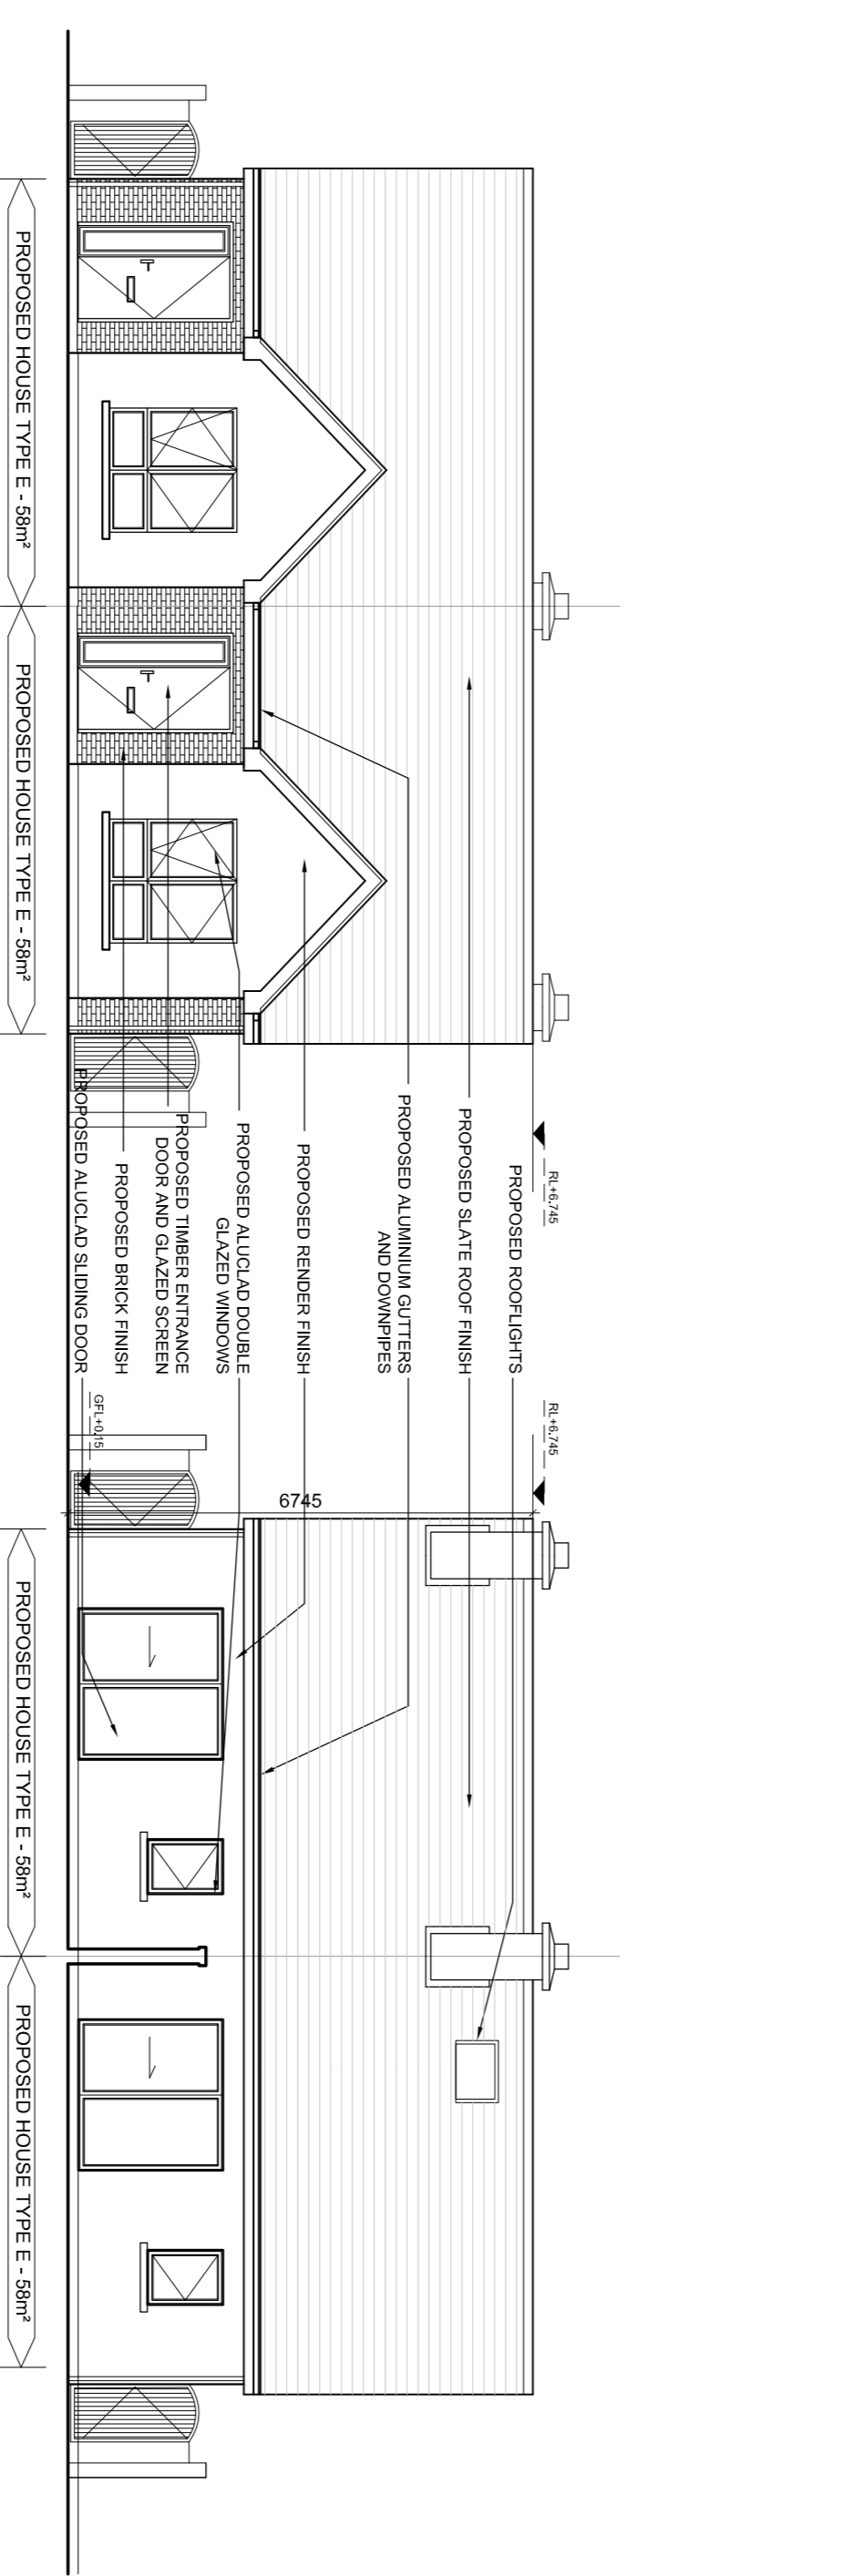 RL+6.745
RL+6.745
PROPOSED ROOFLIGHTS
PROPOSED SLATE ROOF FINISH
PROPOSED ALUMINIUM GUTTERS
AND DOWNPIPES
6745
PROPOSED RENDER FINISH
PROPOSED ALUCLAD DOUBLE
GLAZED WINDOWS
PROPOSED TIMBER ENTRANCE
DOOR AND GLAZED SCREEN
PROPOSED BRICK FINISH
GFL+0.15
PROPOSED ALUCLAD SLIDING DOOR
PROPOSED HOUSE TYPE E - 58m²
PROPOSED HOUSE TYPE E - 58m²
PROPOSED HOUSE TYPE E - 58m²
PROPOSED HOUSE TYPE E - 58m²